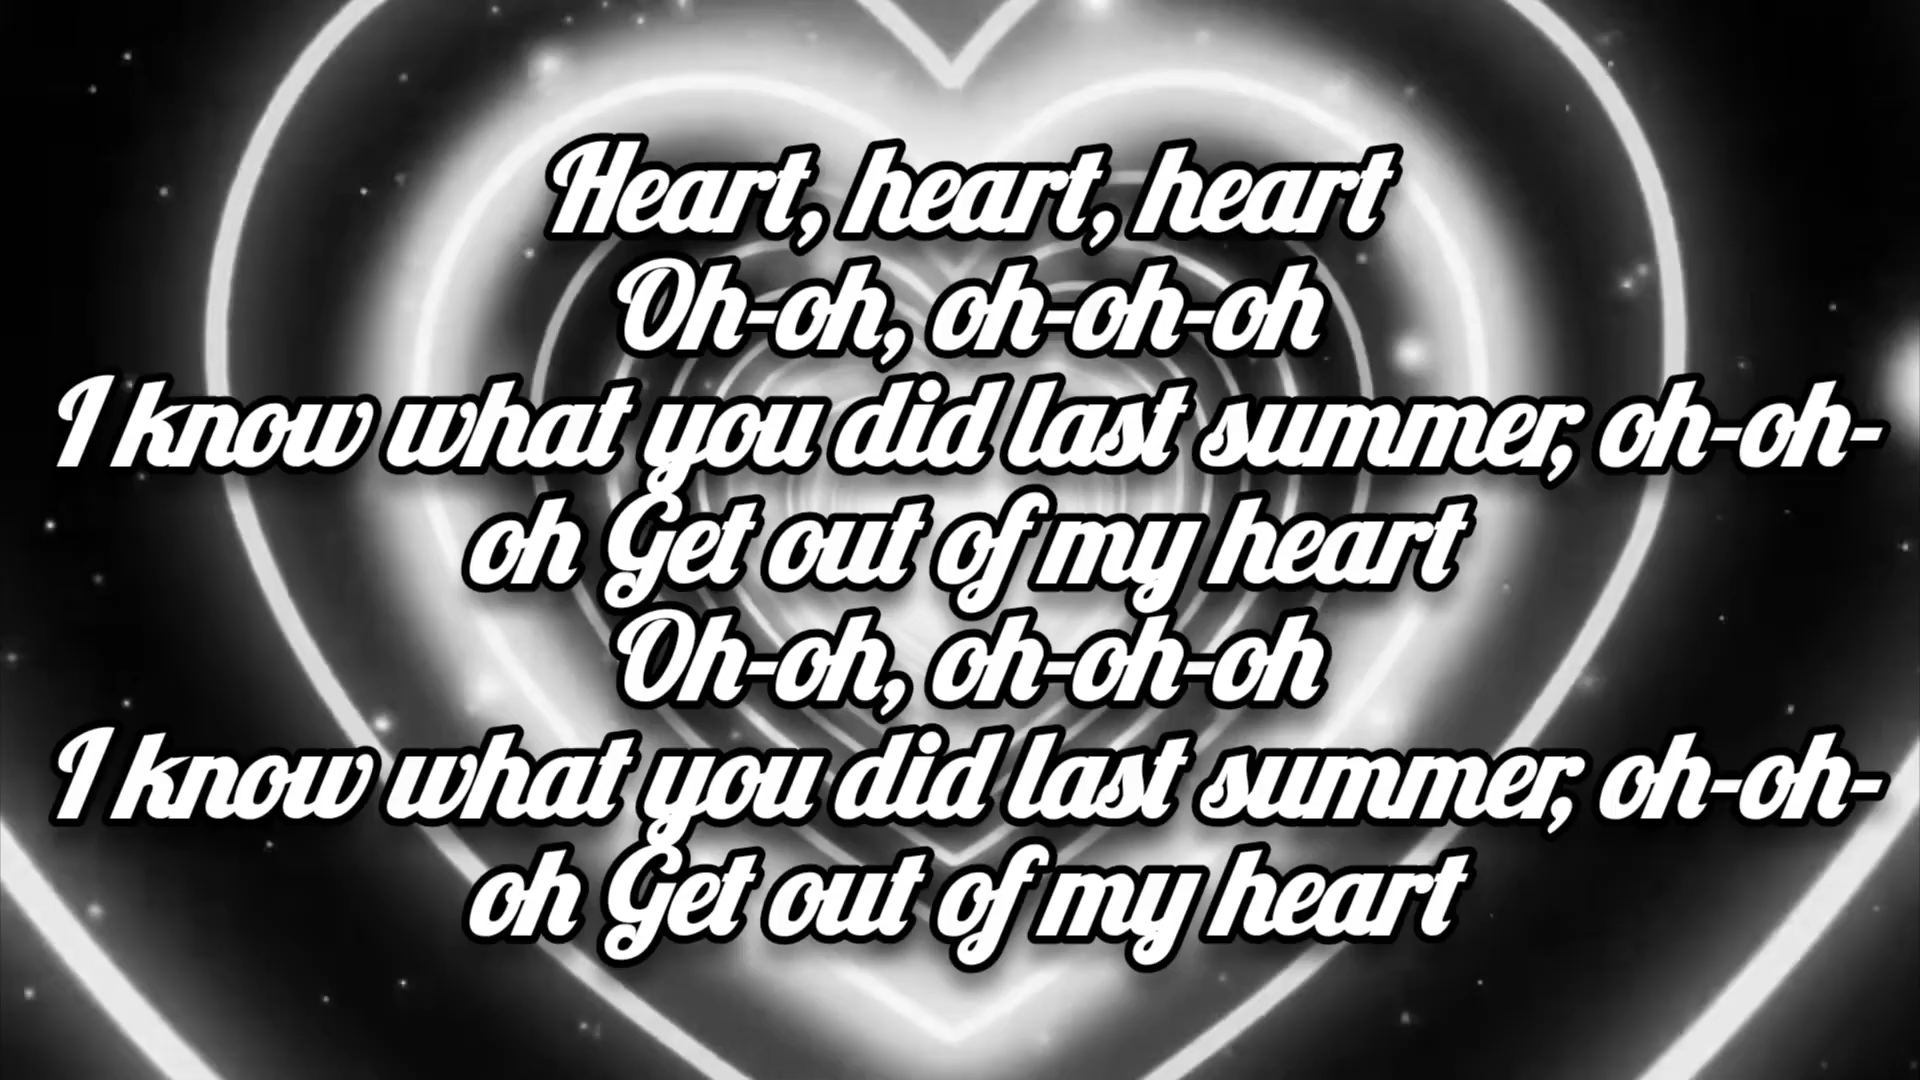 Heart, heart, heart
Oh-oh, oh-oh-oh
I know what you did last summer, oh-oh-
oh Get out of my heart
Oh-oh, oh-oh-oh
I know what you did last summer, oh-oh-
oh Get out of my heart